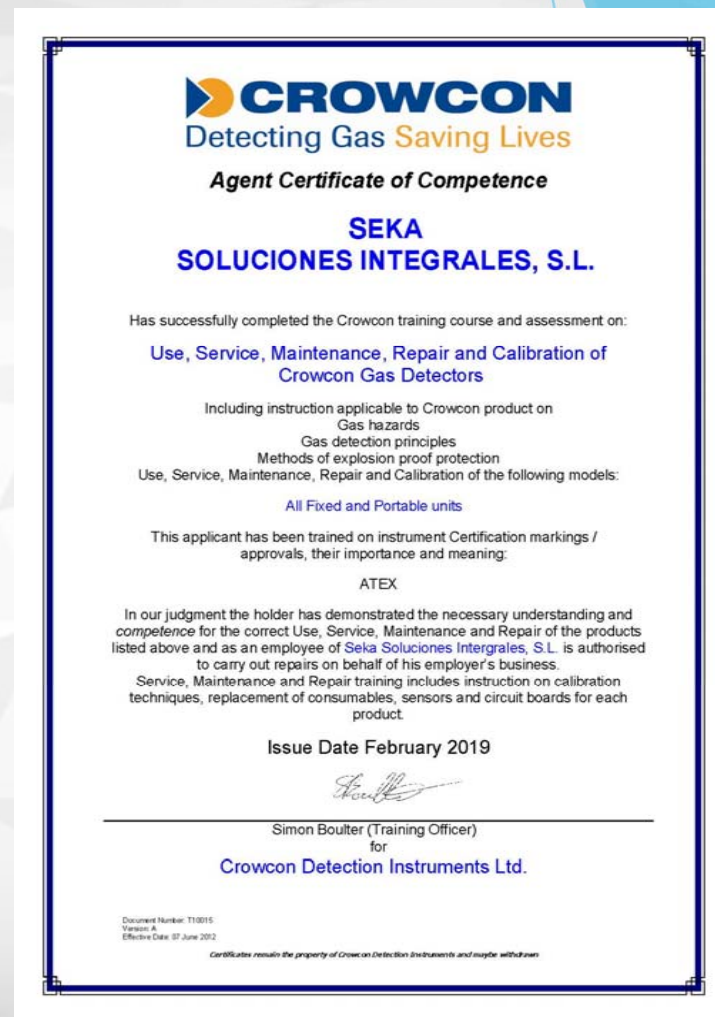 CROWCON
Detecting Gas Saving Lives
Agent Certificate of Competence
SEKA
SOLUCIONES INTEGRALES, S.L.
Has successfully completed the Crowcon training course and assessment on:
Use, Service, Maintenance, Repair and Calibration of
Crowcon Gas Detectors
Including instruction applicable to Crowcon product on
Gas hazards
Gas detection principles
Methods of explosion proof protection
Use, Service, Maintenance, Repair and Calibration of the following models:
All Fixed and Portable units
This applicant has been trained on instrument Certification markings /
approvals, their importance and meaning:
ATEX
In our judgment the holder has demonstrated the necessary understanding and
competence for the correct Use, Service, Maintenance and Repair of the products
listed above and as an employee of Seka Soluciones Intergrales, S.L. is authorised
to carry out repairs on behalf of his employer's business.
Service, Maintenance and Repair training includes instruction on calibration
techniques, replacement of consumables, sensors and circuit boards for each
product.
Issue Date February 2019
Simon Boulter (Training Officer)
for
Crowcon Detection Instruments Ltd.
Document Number: T10015
Version: A
Effective Date: 07 June 2012
Certificates remain the property of Crowcon Detection Instruments and maybe withdrawn